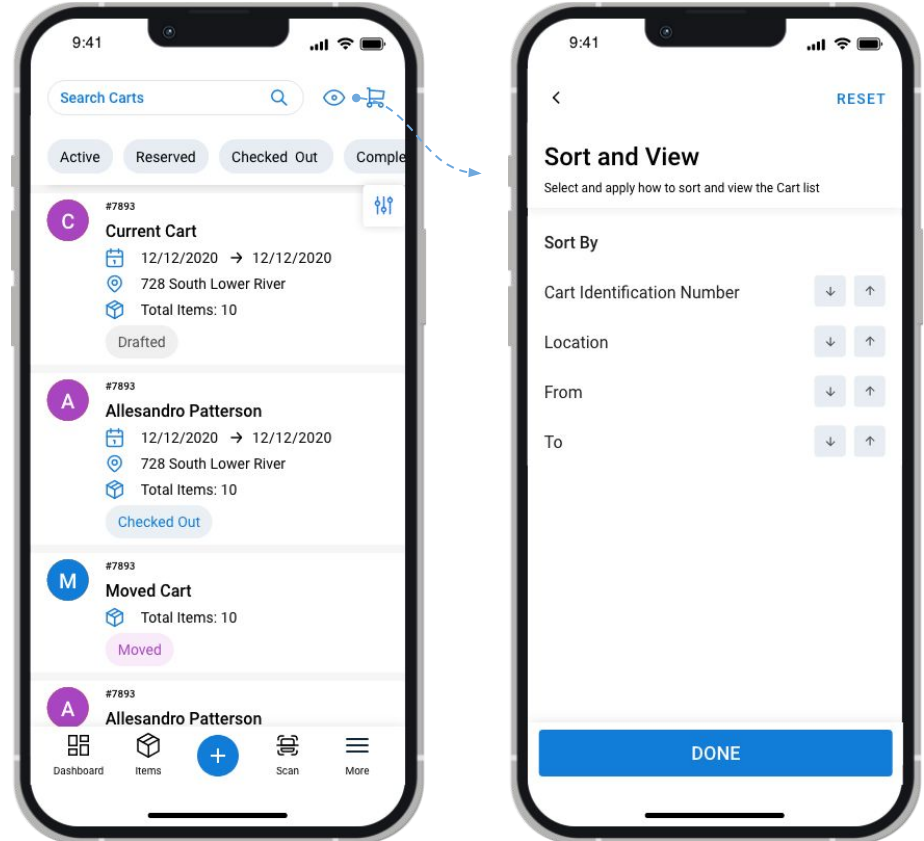 9:41
Search Carts
Active Reserved Checked Out Comple
#7893
C
Current Cart
12/12/2020 → 12/12/2020
728 South Lower River
Total Items: 10
Drafted
#7893
A
Allesandro Patterson
12/12/2020 → 12/12/2020
728 South Lower River
Total Items: 10
Checked Out
#7893
M
Moved Cart
Total Items: 10
Moved
#7893
A
Allesandro Patterson
Dashboard Items + Scan More
9:41
RESET
Sort and View
Select and apply how to sort and view the Cart list
Sort By
Cart Identification Number ↓ ↑
Location ↓ ↑
From ↓ ↑
To ↓ ↑
DONE